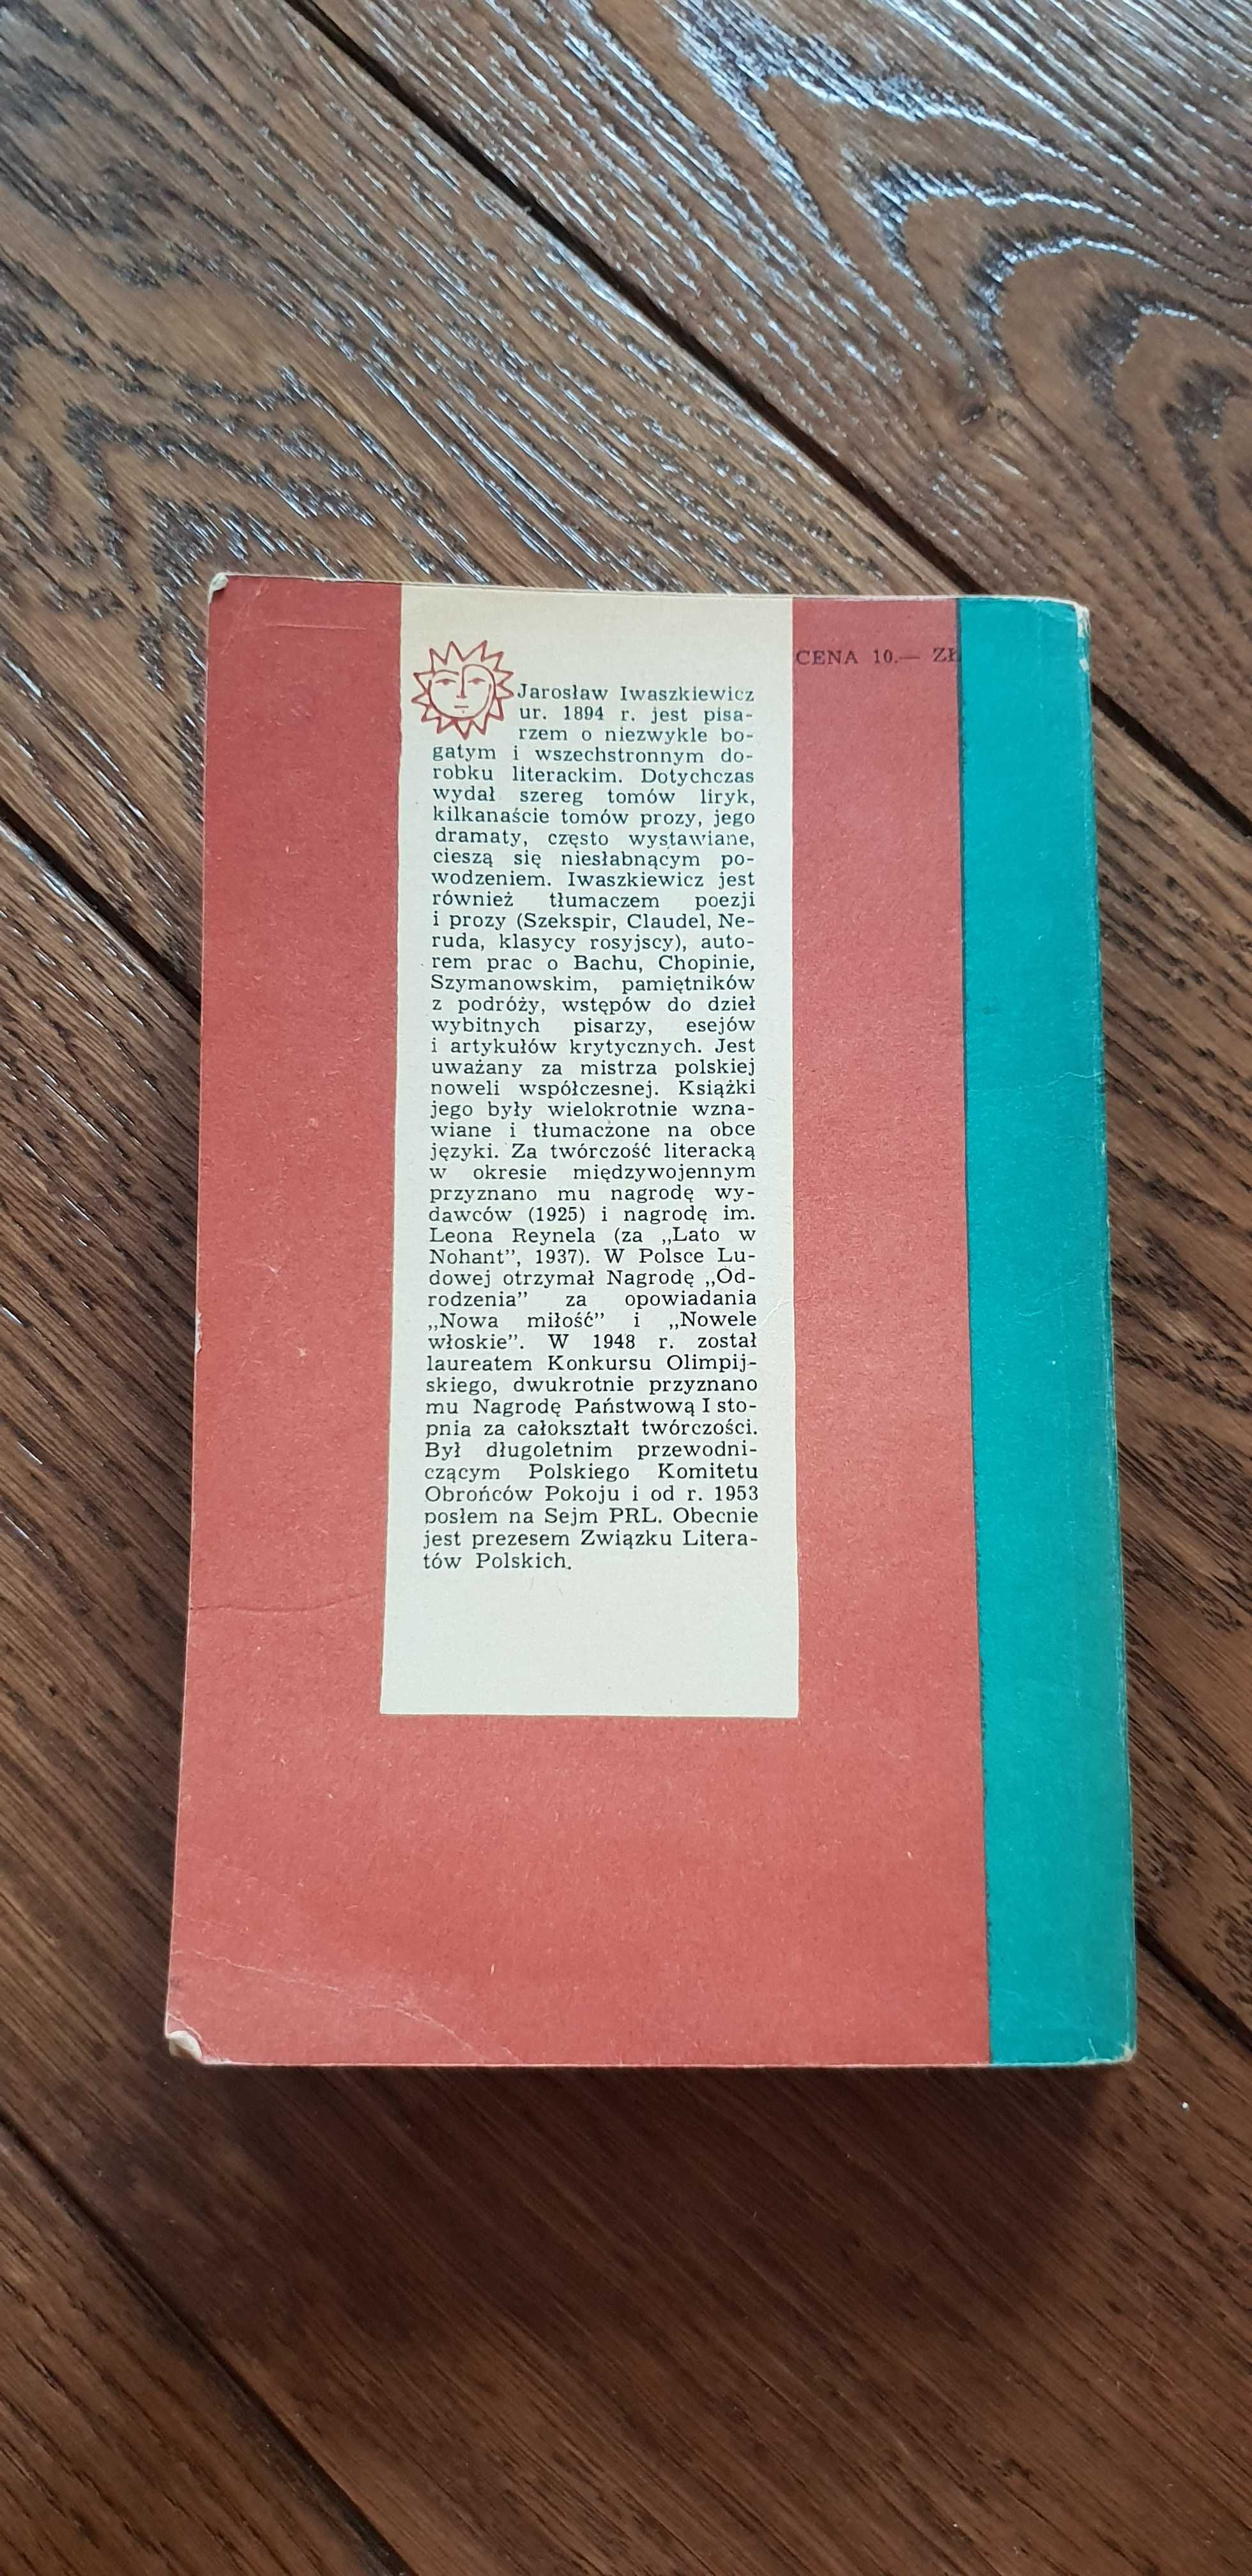 CENA 10.— ZŁ
Jarosław Iwaszkiewicz
ur. 1894 r. jest pisa-
rzem o niezwykle bo-
gatym i wszechstronnym do-
robku literackim. Dotychczas
wydał szereg tomów liryk,
kilkanaście tomów prozy, jego
dramaty, często wystawiane,
cieszą się niesłabnącym po-
wodzeniem. Iwaszkiewicz jest
również tłumaczem poezji
i prozy (Szekspir, Claudel, Ne-
ruda, klasycy rosyjscy), auto-
rem prac o Bachu, Chopinie,
Szymanowskim, pamiętników
z podróży, wstępów do dzieł
wybitnych pisarzy, esejów
i artykułów krytycznych. Jest
uważany za mistrza polskiej
noweli współczesnej. Książki
jego były wielokrotnie wzna-
wiane i tłumaczone na obce
języki. Za twórczość literacką
w okresie międzywojennym
przyznano mu nagrodę wy-
dawców (1925) i nagrodę im.
Leona Reynela (za „Lato w
Nohant”, 1937). W Polsce Lu-
dowej otrzymał Nagrodę „Od-
rodzenia” za opowiadania
„Nowa miłość” i „Nowele
włoskie”. W 1948 r. został
laureatem Konkursu Olimpij-
skiego, dwukrotnie przyznano
mu Nagrodę Państwową I sto-
pnia za całokształt twórczości.
Był długoletnim przewodni-
czącym Polskiego Komitetu
Obrońców Pokoju i od r. 1953
posłem na Sejm PRL. Obecnie
jest prezesem Związku Litera-
tów Polskich.